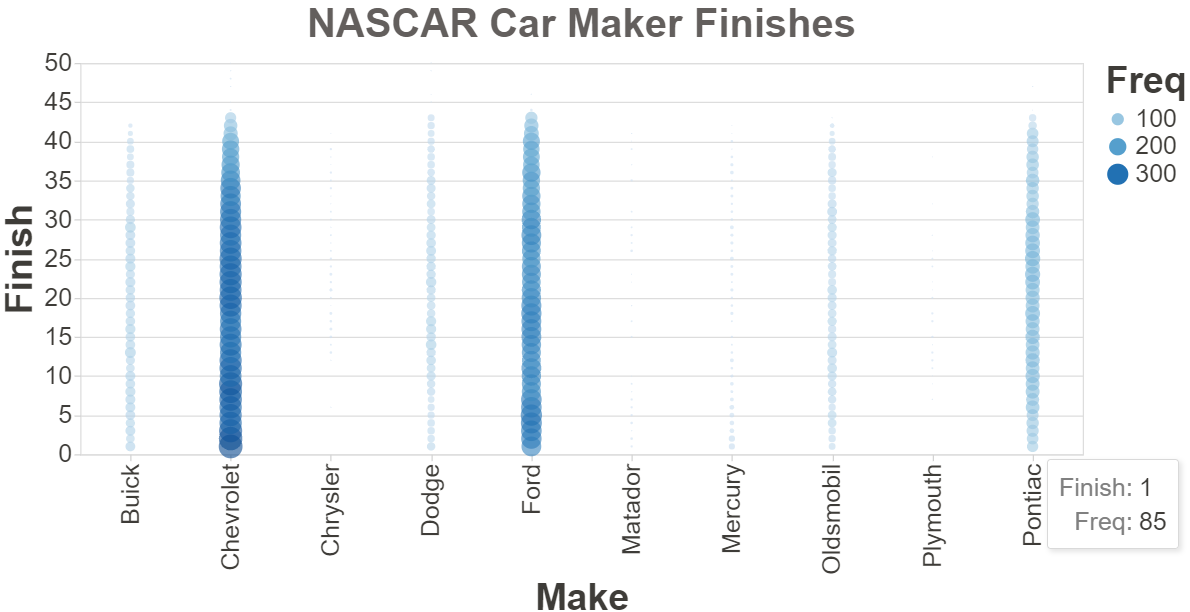 NASCAR Car Maker Finishes
Finish
50
45
40
35
30
25
20
15
10
5
0
Buick
Chevrolet
Chrysler
Dodge
Ford
Matador
Mercury
Oldsmobil
Plymouth
Pontiac
Make
Freq
100
200
300
Finish: 1
Freq: 85